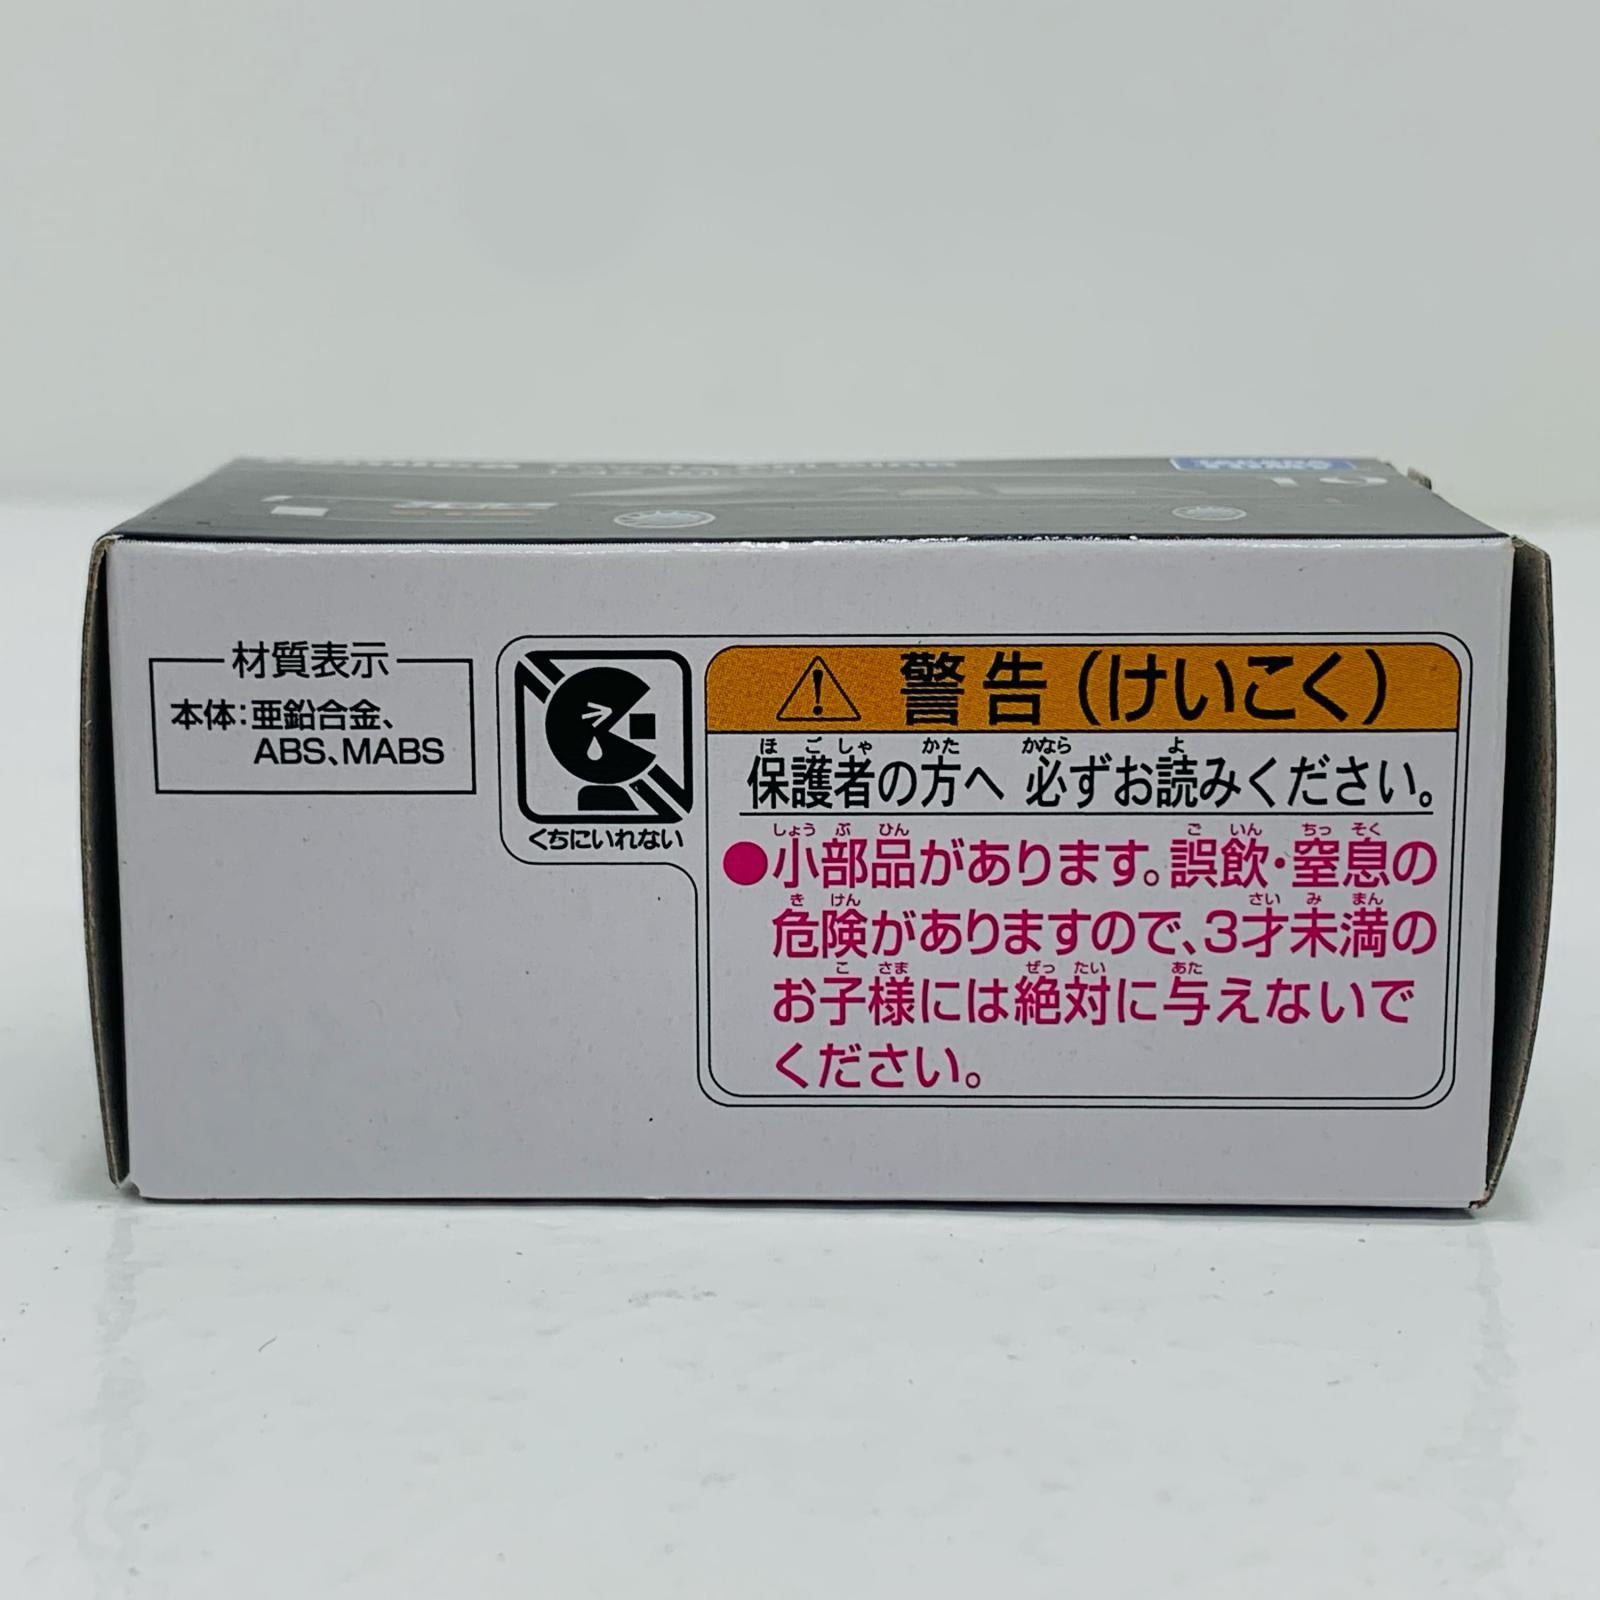 材質表示
本体:亜鉛合金、
ABS、MABS
くちにいれない
警告(けいこく)
ほごしゃ かた かなら よ
保護者の方へ 必ずお読みください。
しょう ぶ ひん ご いん ちっ そく
●小部品があります。誤飲・窒息の
き けん さい み まん
危険がありますので、3才未満の
こ さま ぜっ たい あた
お子様には絶対に与えないで
ください。